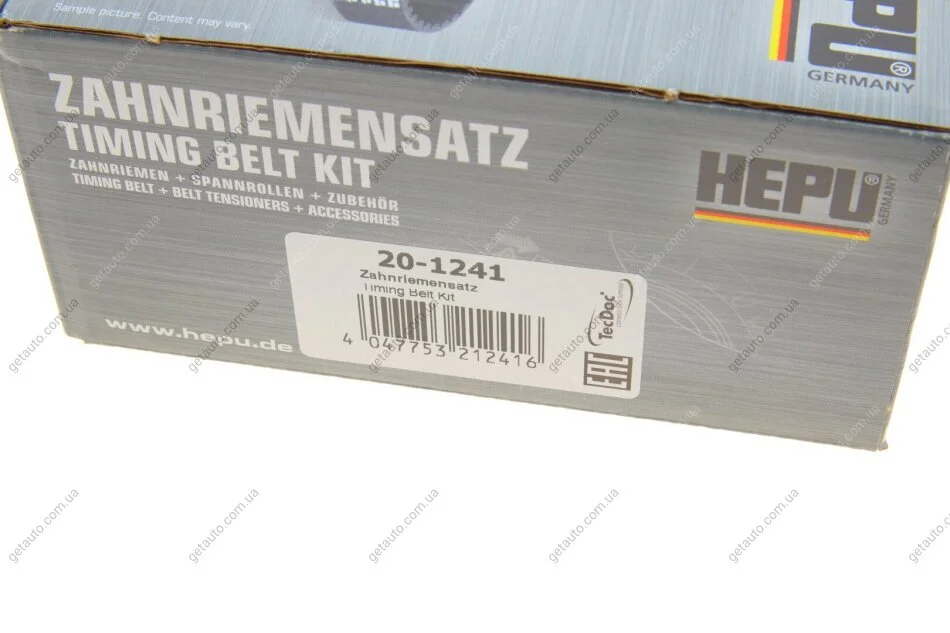 Sample picture. Content may vary.
HEPU®
GERMANY
ZAHNRIEMENSATZ
TIMING BELT KIT
ZAHNRIEMEN + SPANNROLLEN + ZUBEHÖR
TIMING BELT + BELT TENSIONERS + ACCESSORIES
HEPU®
GERMANY
20-1241
Zahnriemensatz
Timing Belt Kit
4 047753 212416
TecDoc
EAC
www.hepu.de
getauto.com.ua